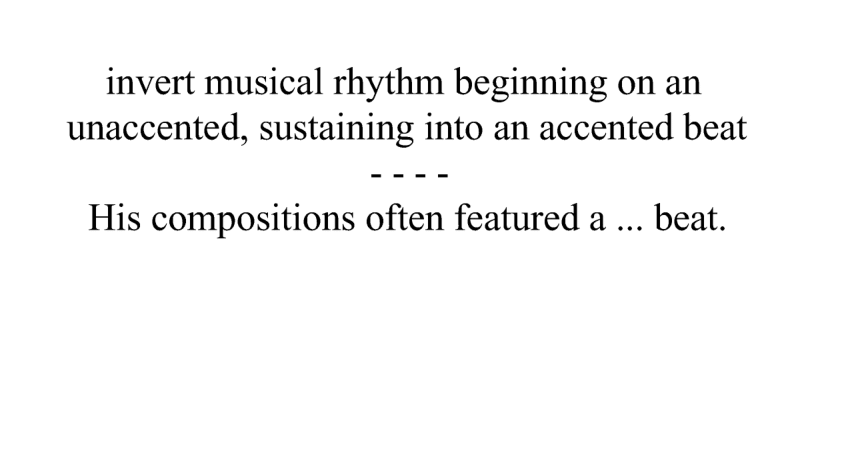 invert musical rhythm beginning on an
unaccented, sustaining into an accented beat
- - - -
His compositions often featured a ... beat.